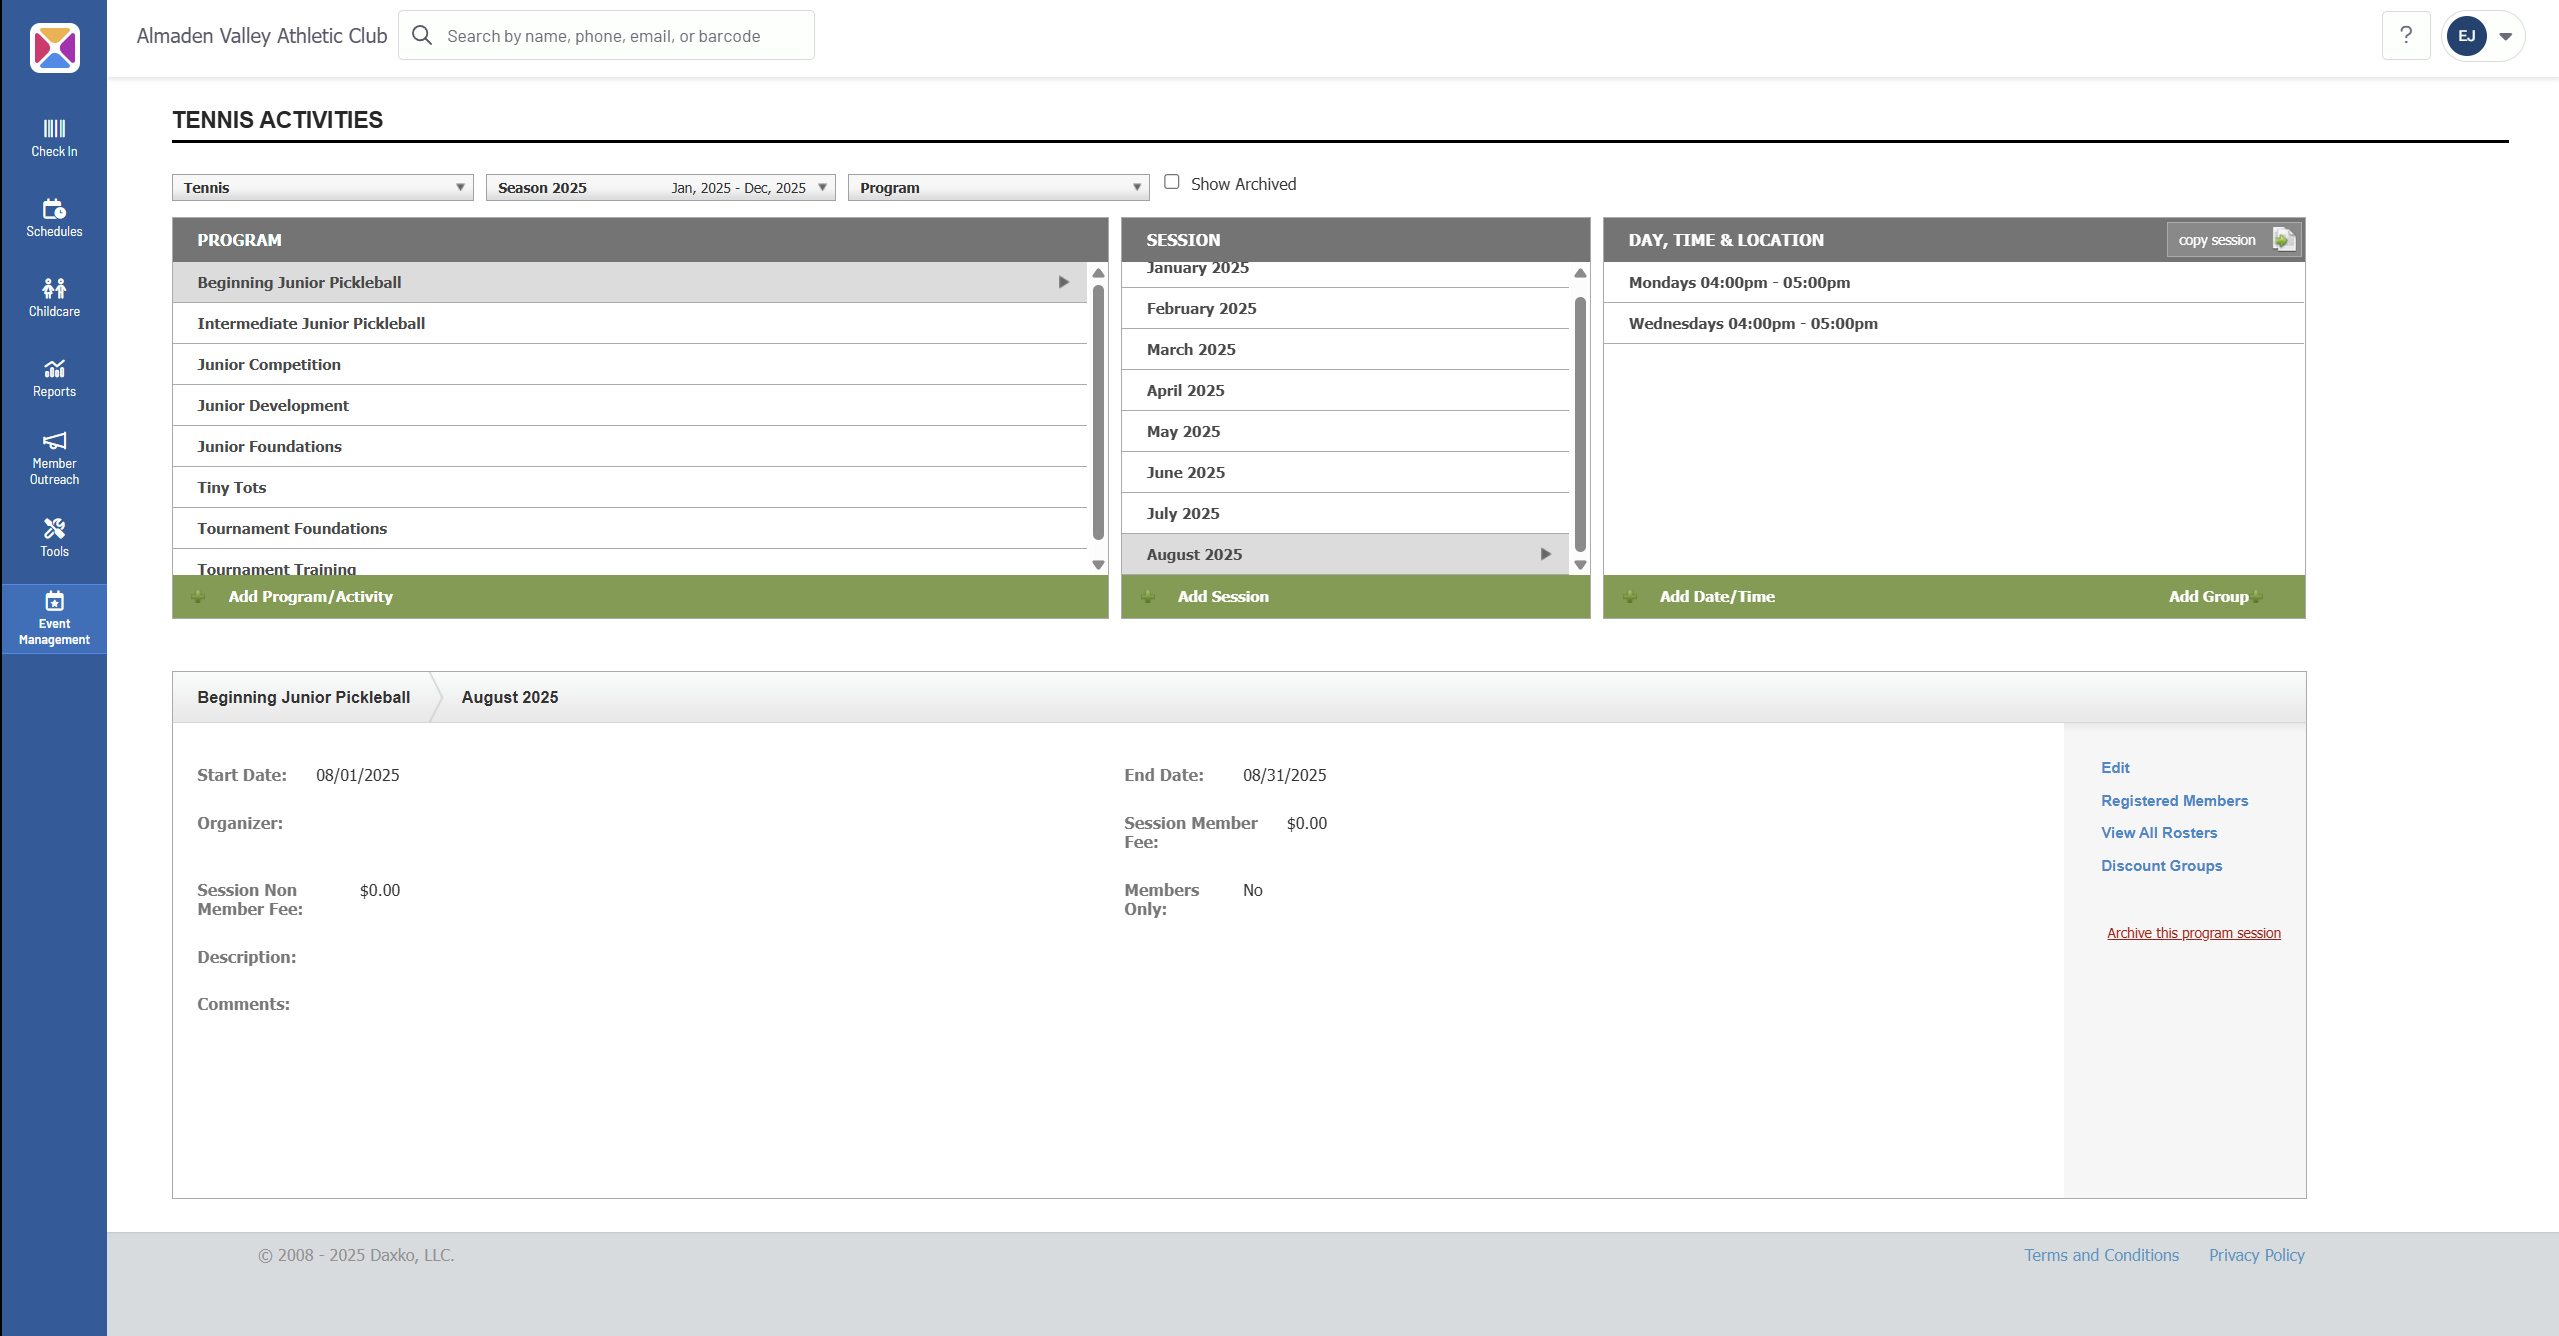 Almaden Valley Athletic Club
Search by name, phone, email, or barcode
?
EJ
Check In
Schedules
Childcare
Reports
Member
Outreach
Tools
Event
Management
TENNIS ACTIVITIES
Tennis
Season 2025 Jan, 2025 - Dec, 2025
Program
Show Archived
PROGRAM
Beginning Junior Pickleball
Intermediate Junior Pickleball
Junior Competition
Junior Development
Junior Foundations
Tiny Tots
Tournament Foundations
Tournament Training
Add Program/Activity
SESSION
January 2025
February 2025
March 2025
April 2025
May 2025
June 2025
July 2025
August 2025
Add Session
DAY, TIME & LOCATION
copy session
Mondays 04:00pm - 05:00pm
Wednesdays 04:00pm - 05:00pm
Add Date/Time
Add Group
Beginning Junior Pickleball
August 2025
Start Date: 08/01/2025
End Date: 08/31/2025
Organizer:
Session Member
Fee: $0.00
Session Non
Member Fee: $0.00
Members
Only: No
Description:
Comments:
Edit
Registered Members
View All Rosters
Discount Groups
Archive this program session
© 2008 - 2025 Daxko, LLC.
Terms and Conditions
Privacy Policy